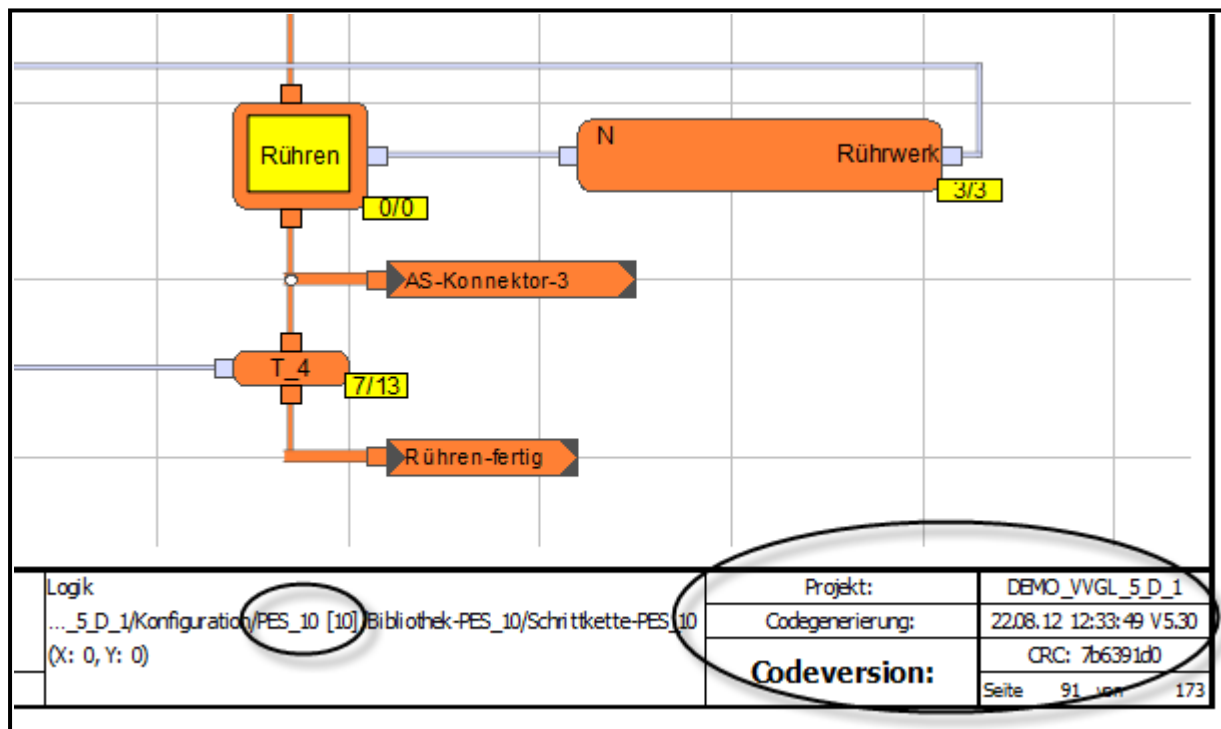 N
Rühren
Rührwerk
3/3
0/0
AS-Konnektor-3
T_4
7/13
Rühren-fertig
Logik
..._5_D_1/Konfiguration/PES_10 [10]/Bibliothek-PES_10/Schrittkette-PES_10
(X: 0, Y: 0)
Projekt: DEMO_VVGL_5_D_1
Codegenerierung: 22.08.12 12:33:49 V5.30
Codeversion: CRC: 7b6391d0
Seite 91 von 173